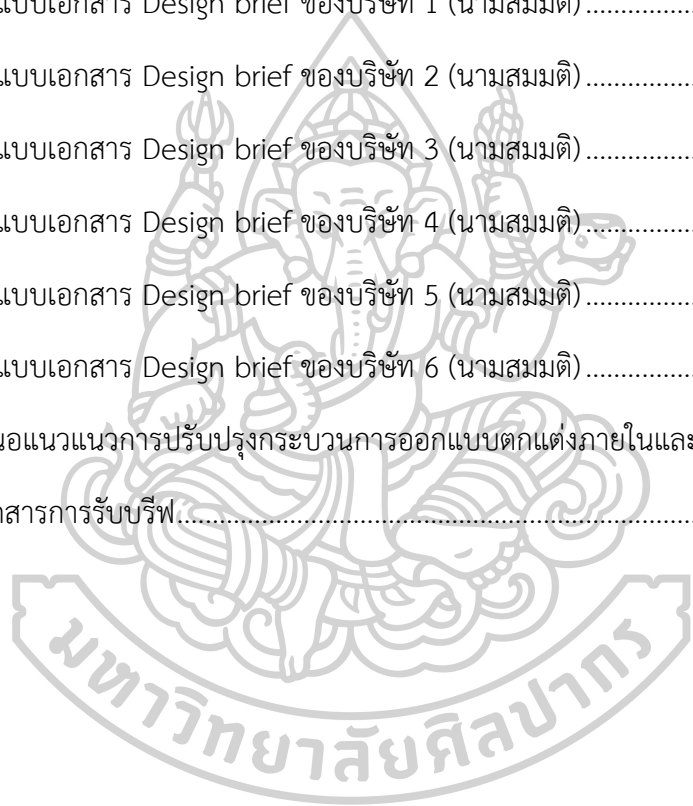 แบบเอกสาร Design brief ของบริษัท 1 (นามสมมติ)................
แบบเอกสาร Design brief ของบริษัท 2 (นามสมมติ)................
แบบเอกสาร Design brief ของบริษัท 3 (นามสมมติ)................
แบบเอกสาร Design brief ของบริษัท 4 (นามสมมติ)................
แบบเอกสาร Design brief ของบริษัท 5 (นามสมมติ)................
แบบเอกสาร Design brief ของบริษัท 6 (นามสมมติ)................
นอแนวแนวการปรับปรุงกระบวนการออกแบบตกแต่งภายในและ
กสารการรับบรีฟ................................................................
มหาวิทยาลัยศิลปากร